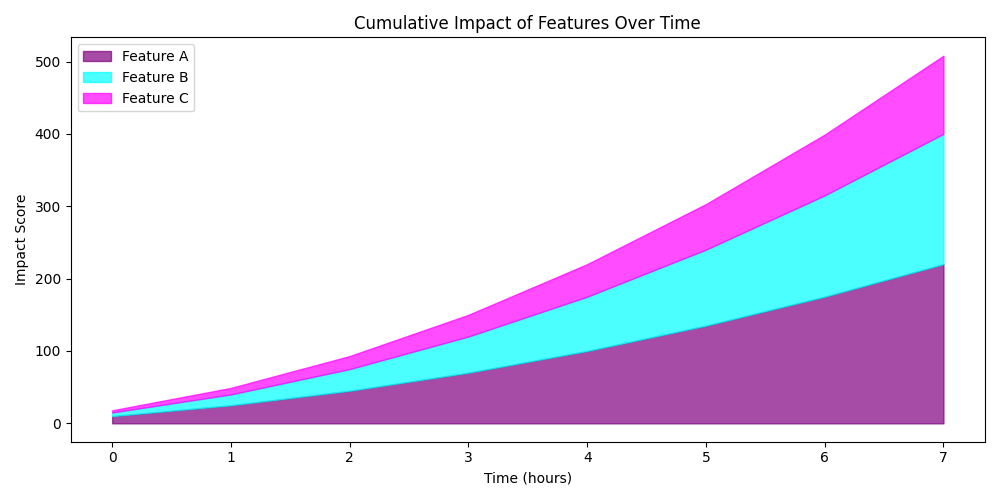 Cumulative Impact of Features Over Time
Feature A
Feature B
Feature C
Impact Score
500
400
300
200
100
0
0 1 2 3 4 5 6 7
Time (hours)